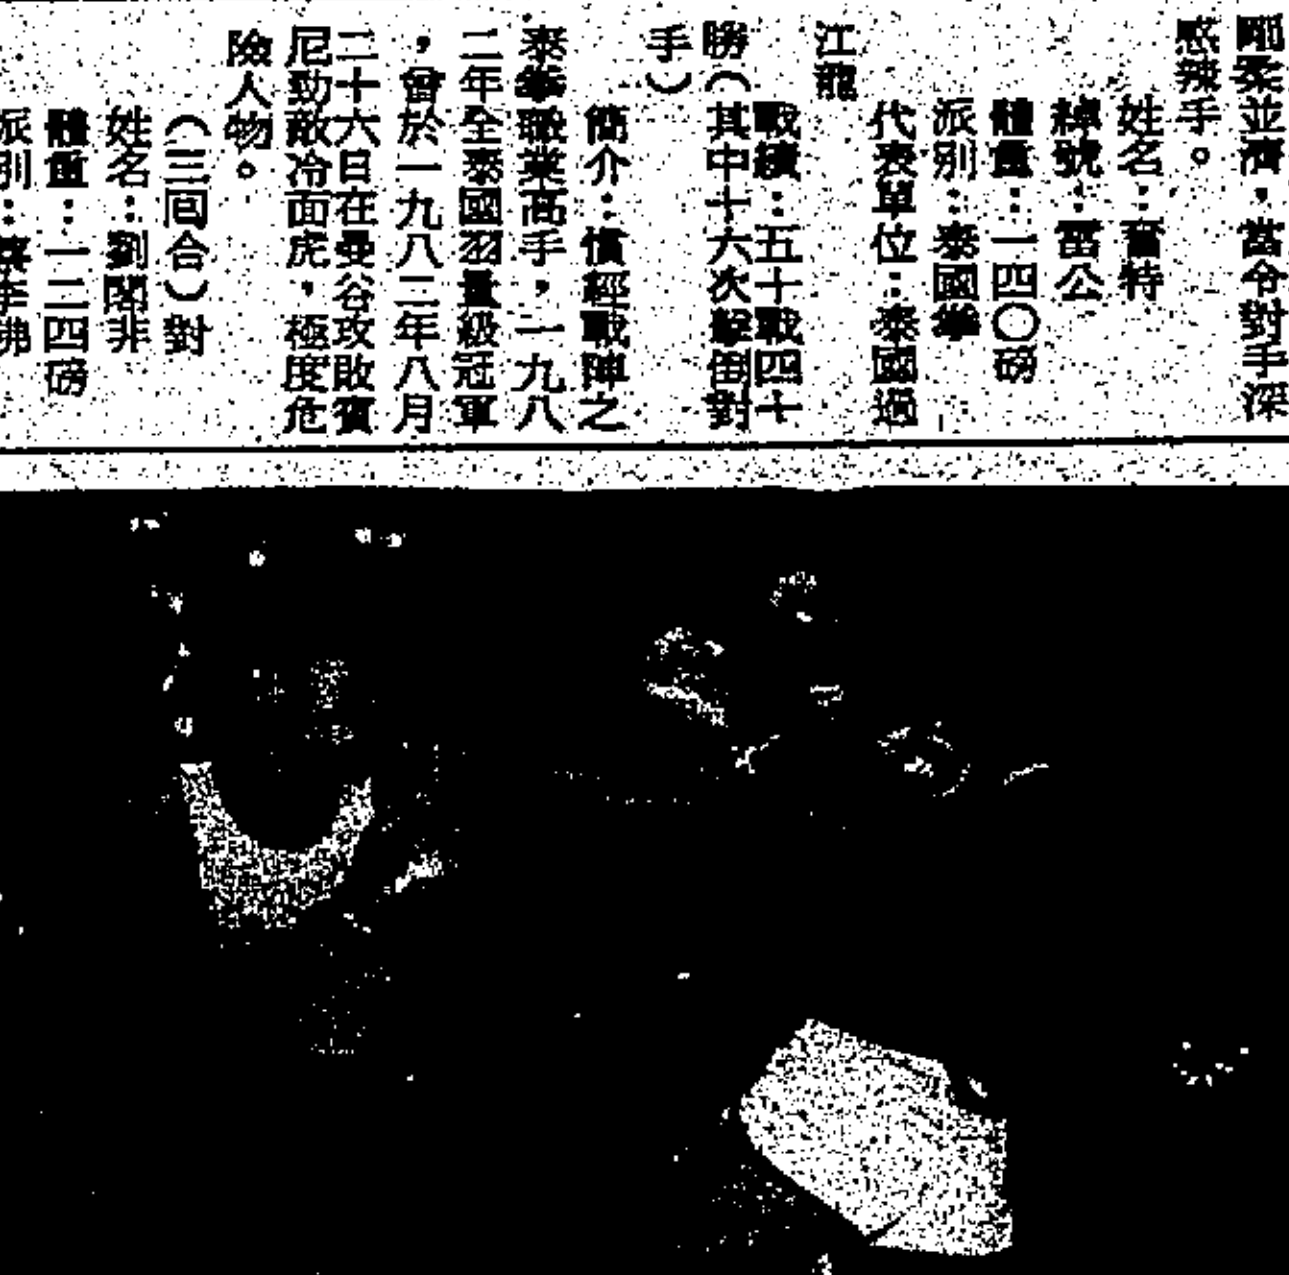 剛柔並濟，當令對手深
感辣手。
姓名：奮特
綽號：雷公
體重：一四〇磅
派別：泰國拳
代表單位：泰國過
江龍
戰績：五十戰四十
勝（其中十六次擊倒對
手）
簡介：慣經戰陣之
泰拳職業高手，一九八
二年全泰國羽量級冠軍
，曾於一九八二年八月
二十六日在曼谷攻敗賓
尼勁敵冷面虎，極度危
險人物。
（三回合）對
姓名：劉閣非
體重：一二四磅
派別：蔡李佛